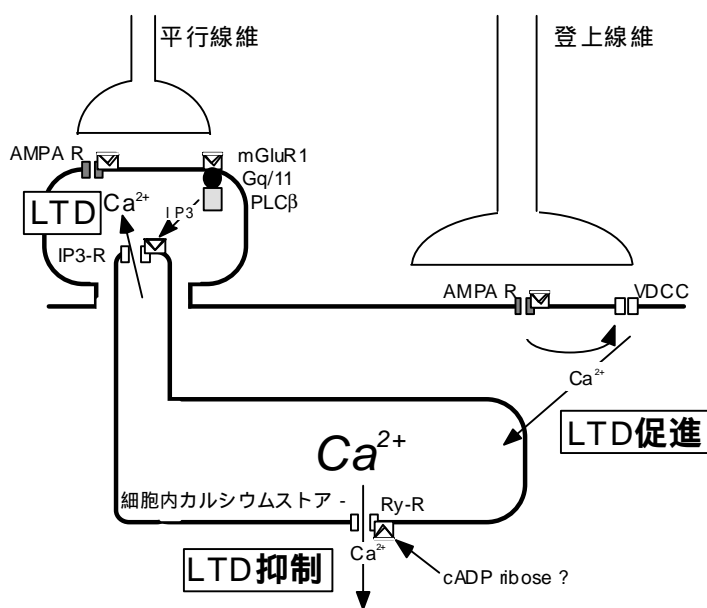 平行線維
登上線維
AMPA R
mGluR1
Gq/11
PLCβ
LTD
Ca²⁺
IP3
IP3-R
AMPA R
VDCC
Ca²⁺
LTD促進
Ca²⁺
細胞内カルシウムストア -
Ry-R
Ca²⁺
LTD抑制
cADP ribose ?